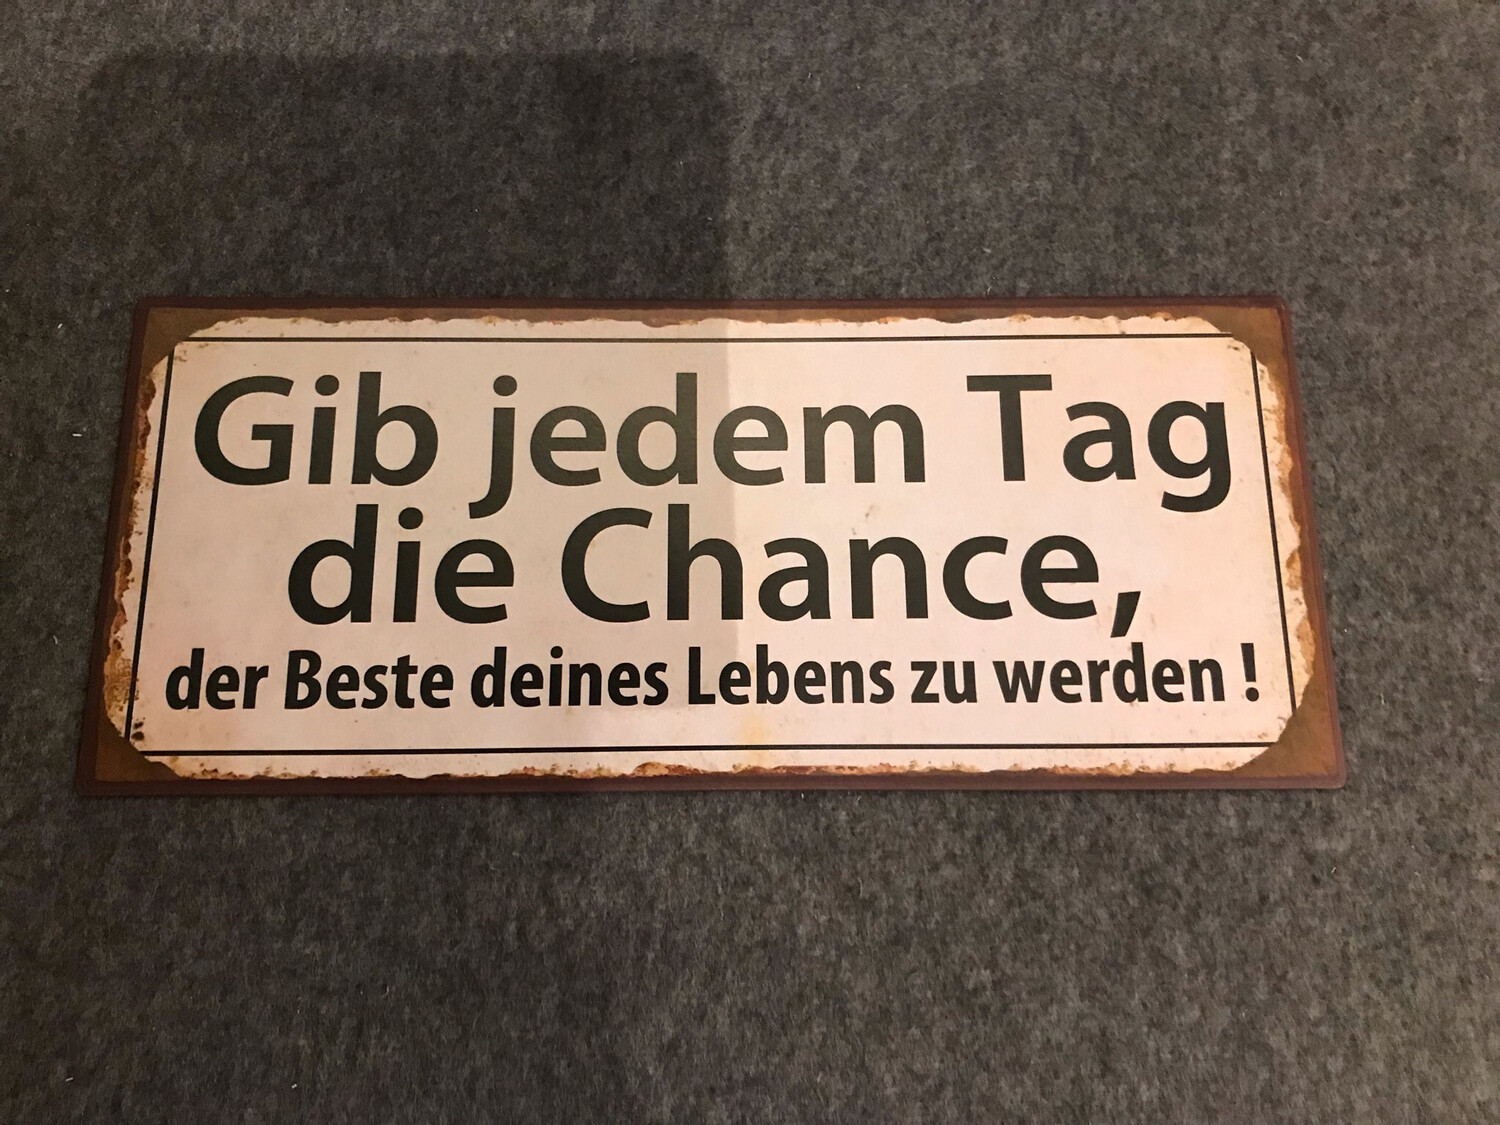 Gib jedem Tag
die Chance,
der Beste deines Lebens zu werden !